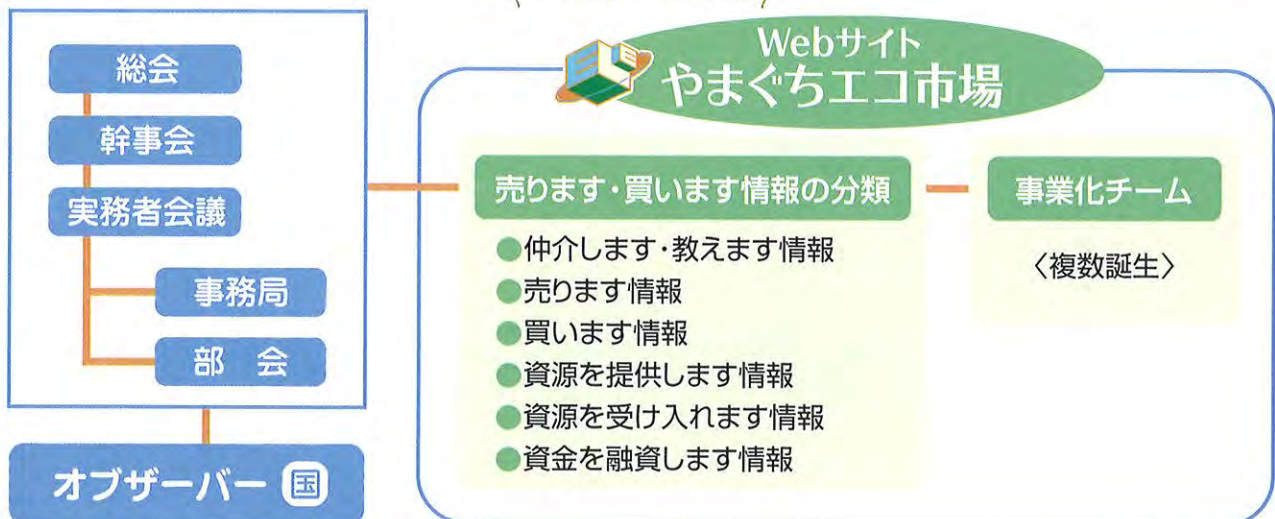 総会
幹事会
実務者会議
事務局
部　会
オブザーバー 国
Webサイト
やまぐちエコ市場
売ります・買います情報の分類
●仲介します・教えます情報
●売ります情報
●買います情報
●資源を提供します情報
●資源を受け入れます情報
●資金を融資します情報
事業化チーム
〈複数誕生〉